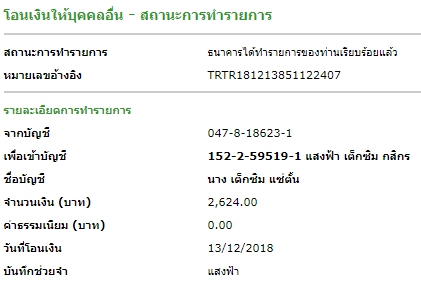 โอนเงินให้บุคคลอื่น - สถานะการทำรายการ
สถานะการทำรายการ ธนาคารได้ทำรายการของท่านเรียบร้อยแล้ว
หมายเลขอ้างอิง TRTR181213851122407
รายละเอียดการทำรายการ
จากบัญชี 047-8-18623-1
เพื่อเข้าบัญชี 152-2-59519-1 แสงฟ้า เต็กซิม กสิกร
ชื่อบัญชี นาง เต็กซิม แซ่ตั้น
จำนวนเงิน (บาท) 2,624.00
ค่าธรรมเนียม (บาท) 0.00
วันที่โอนเงิน 13/12/2018
บันทึกช่วยจำ แสงฟ้า